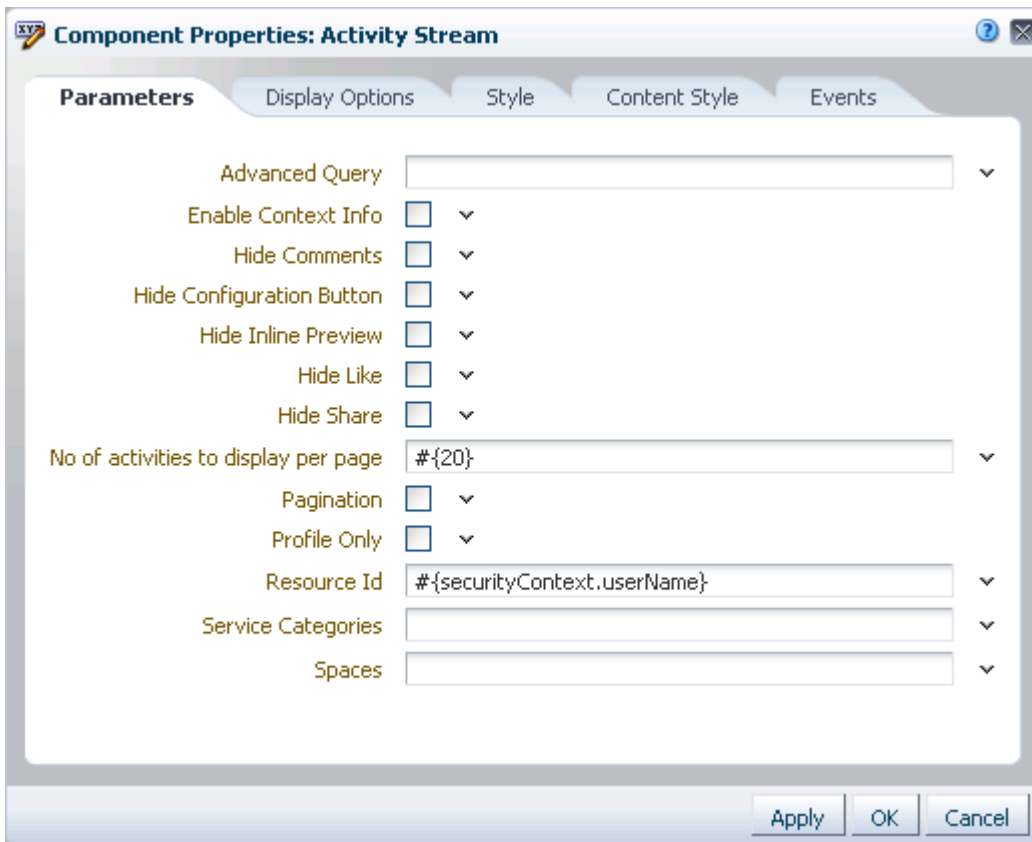 Component Properties: Activity Stream
Parameters Display Options Style Content Style Events
Advanced Query
Enable Context Info
Hide Comments
Hide Configuration Button
Hide Inline Preview
Hide Like
Hide Share
No of activities to display per page #{20}
Pagination
Profile Only
Resource Id #{securityContext.userName}
Service Categories
Spaces
Apply OK Cancel